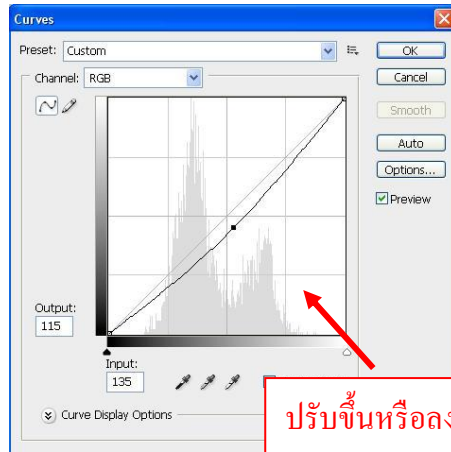 Curves
Preset: Custom
OK
Channel: RGB
Cancel
Smooth
Auto
Options...
Preview
Output:
115
Input:
135
Curve Display Options
ปรับขึ้นหรือลง